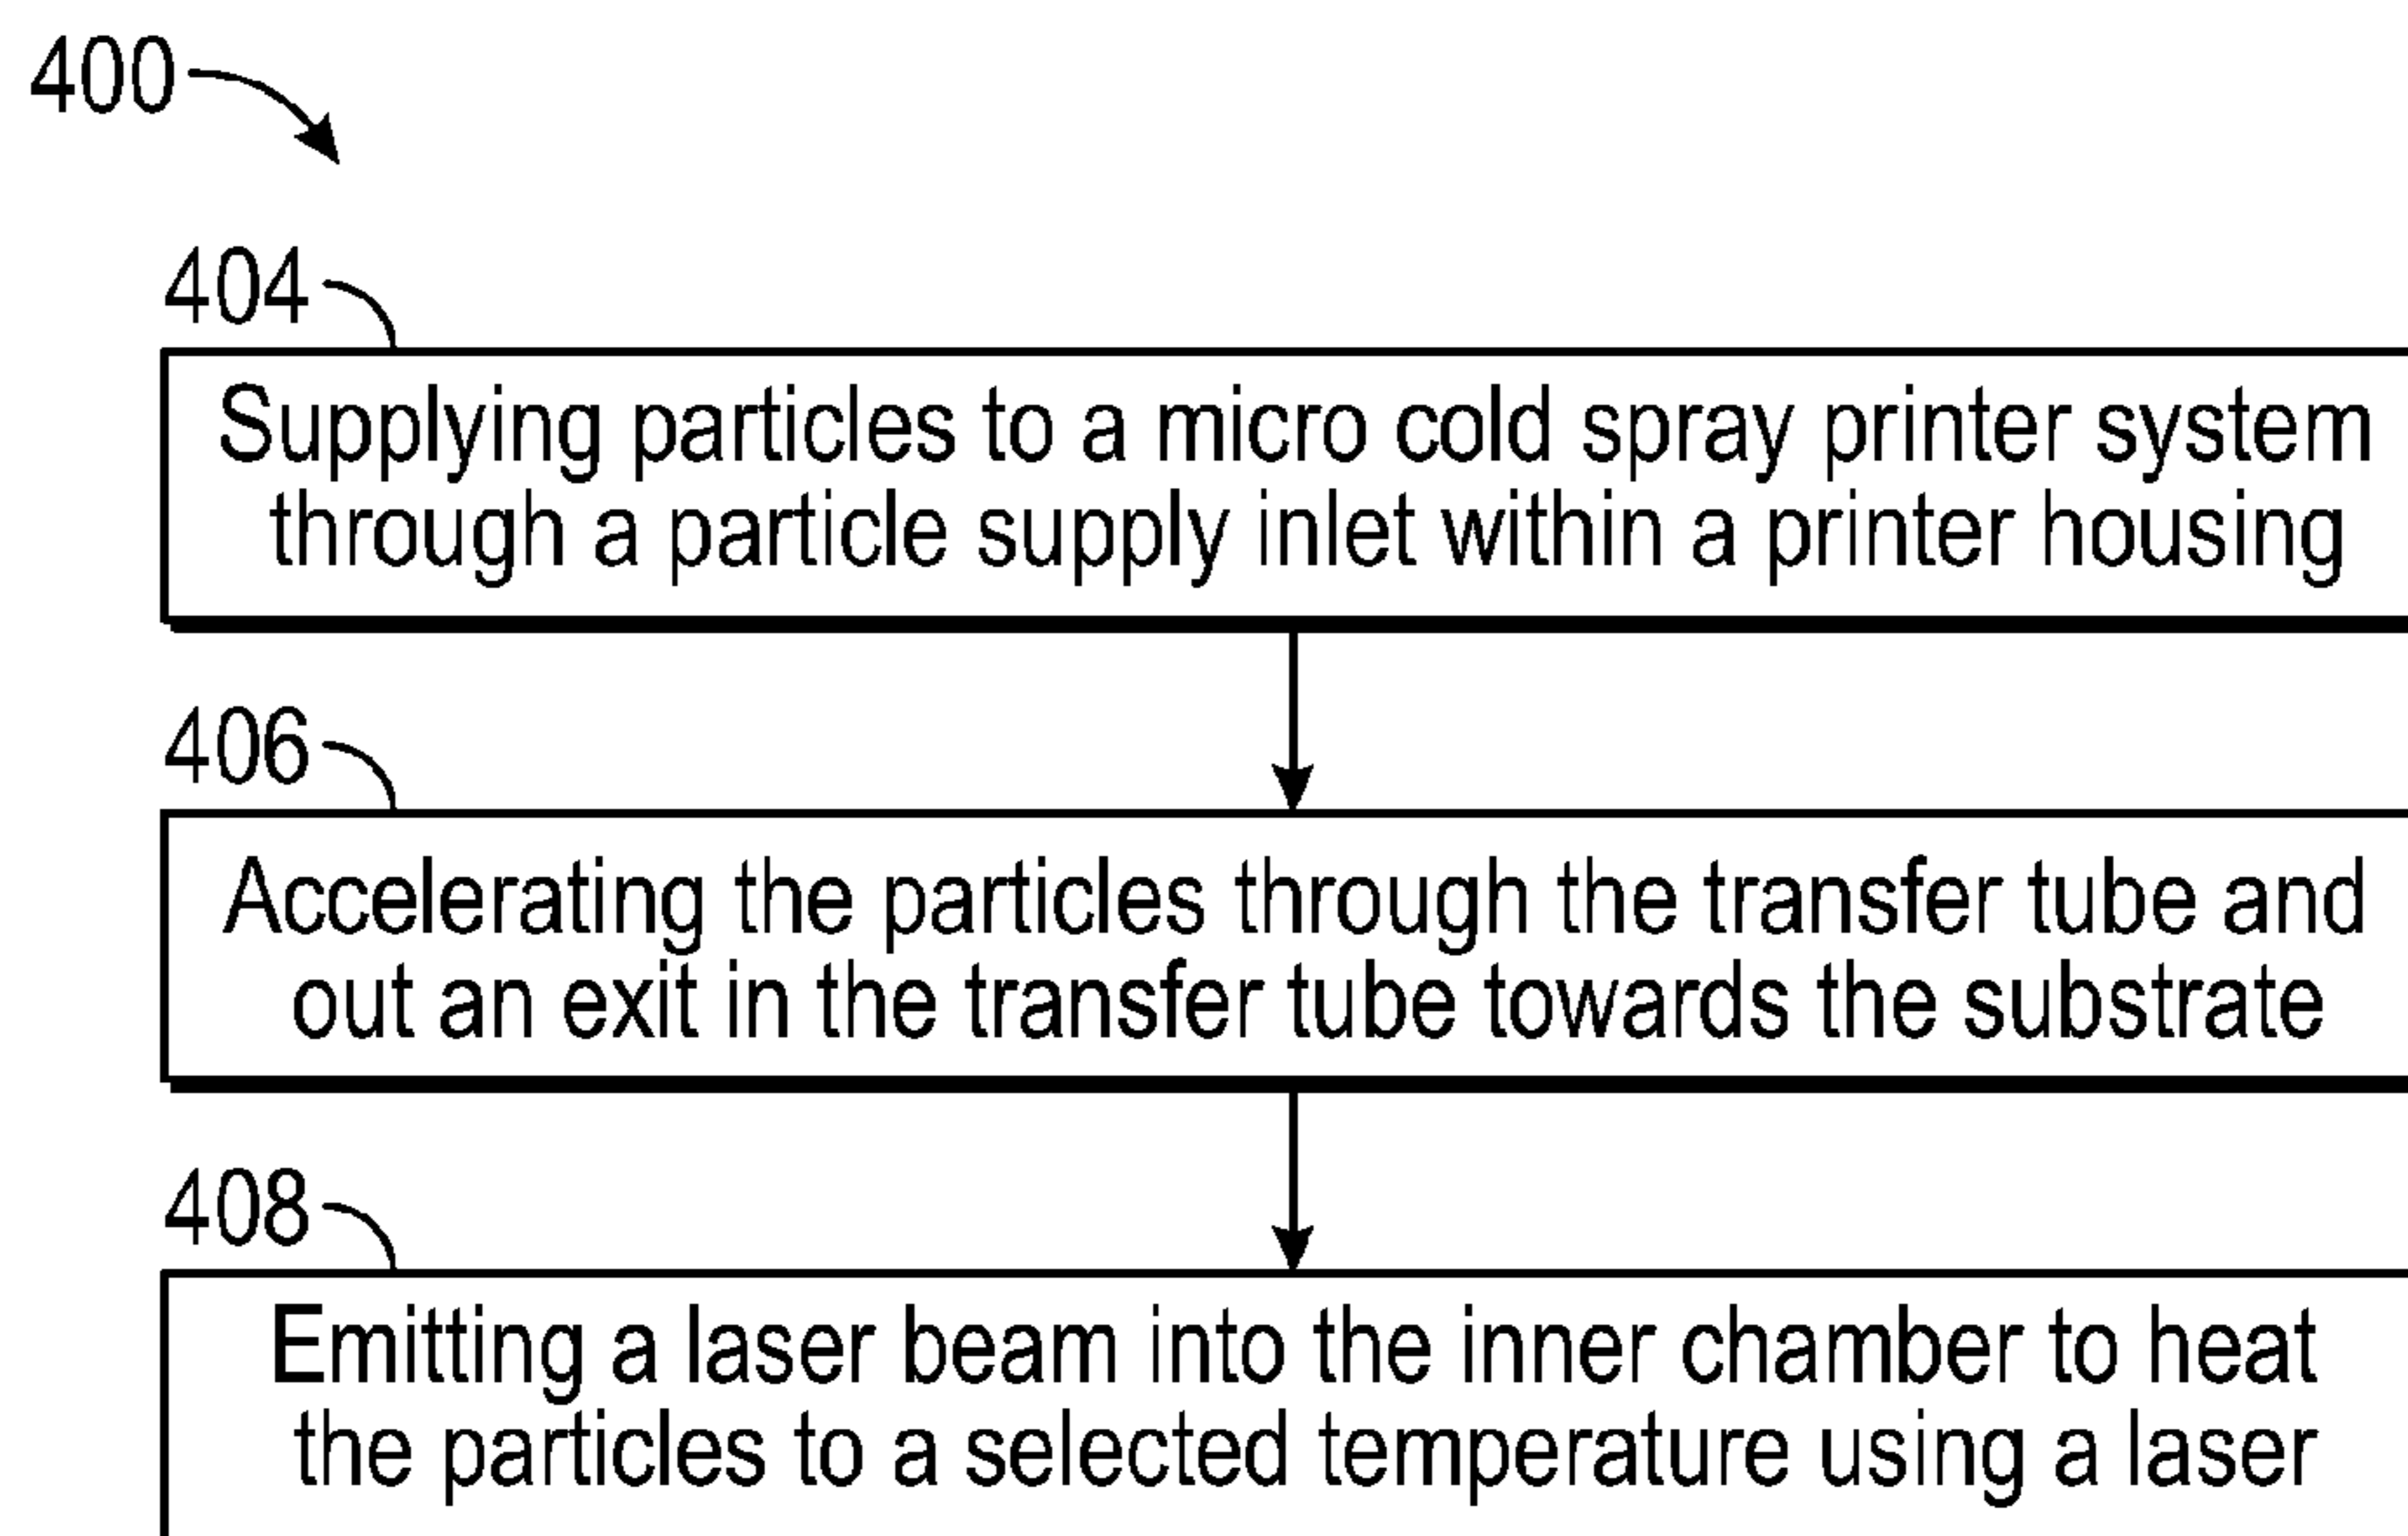 400
404
Supplying particles to a micro cold spray printer system
through a particle supply inlet within a printer housing
406
Accelerating the particles through the transfer tube and
out an exit in the transfer tube towards the substrate
408
Emitting a laser beam into the inner chamber to heat
the particles to a selected temperature using a laser